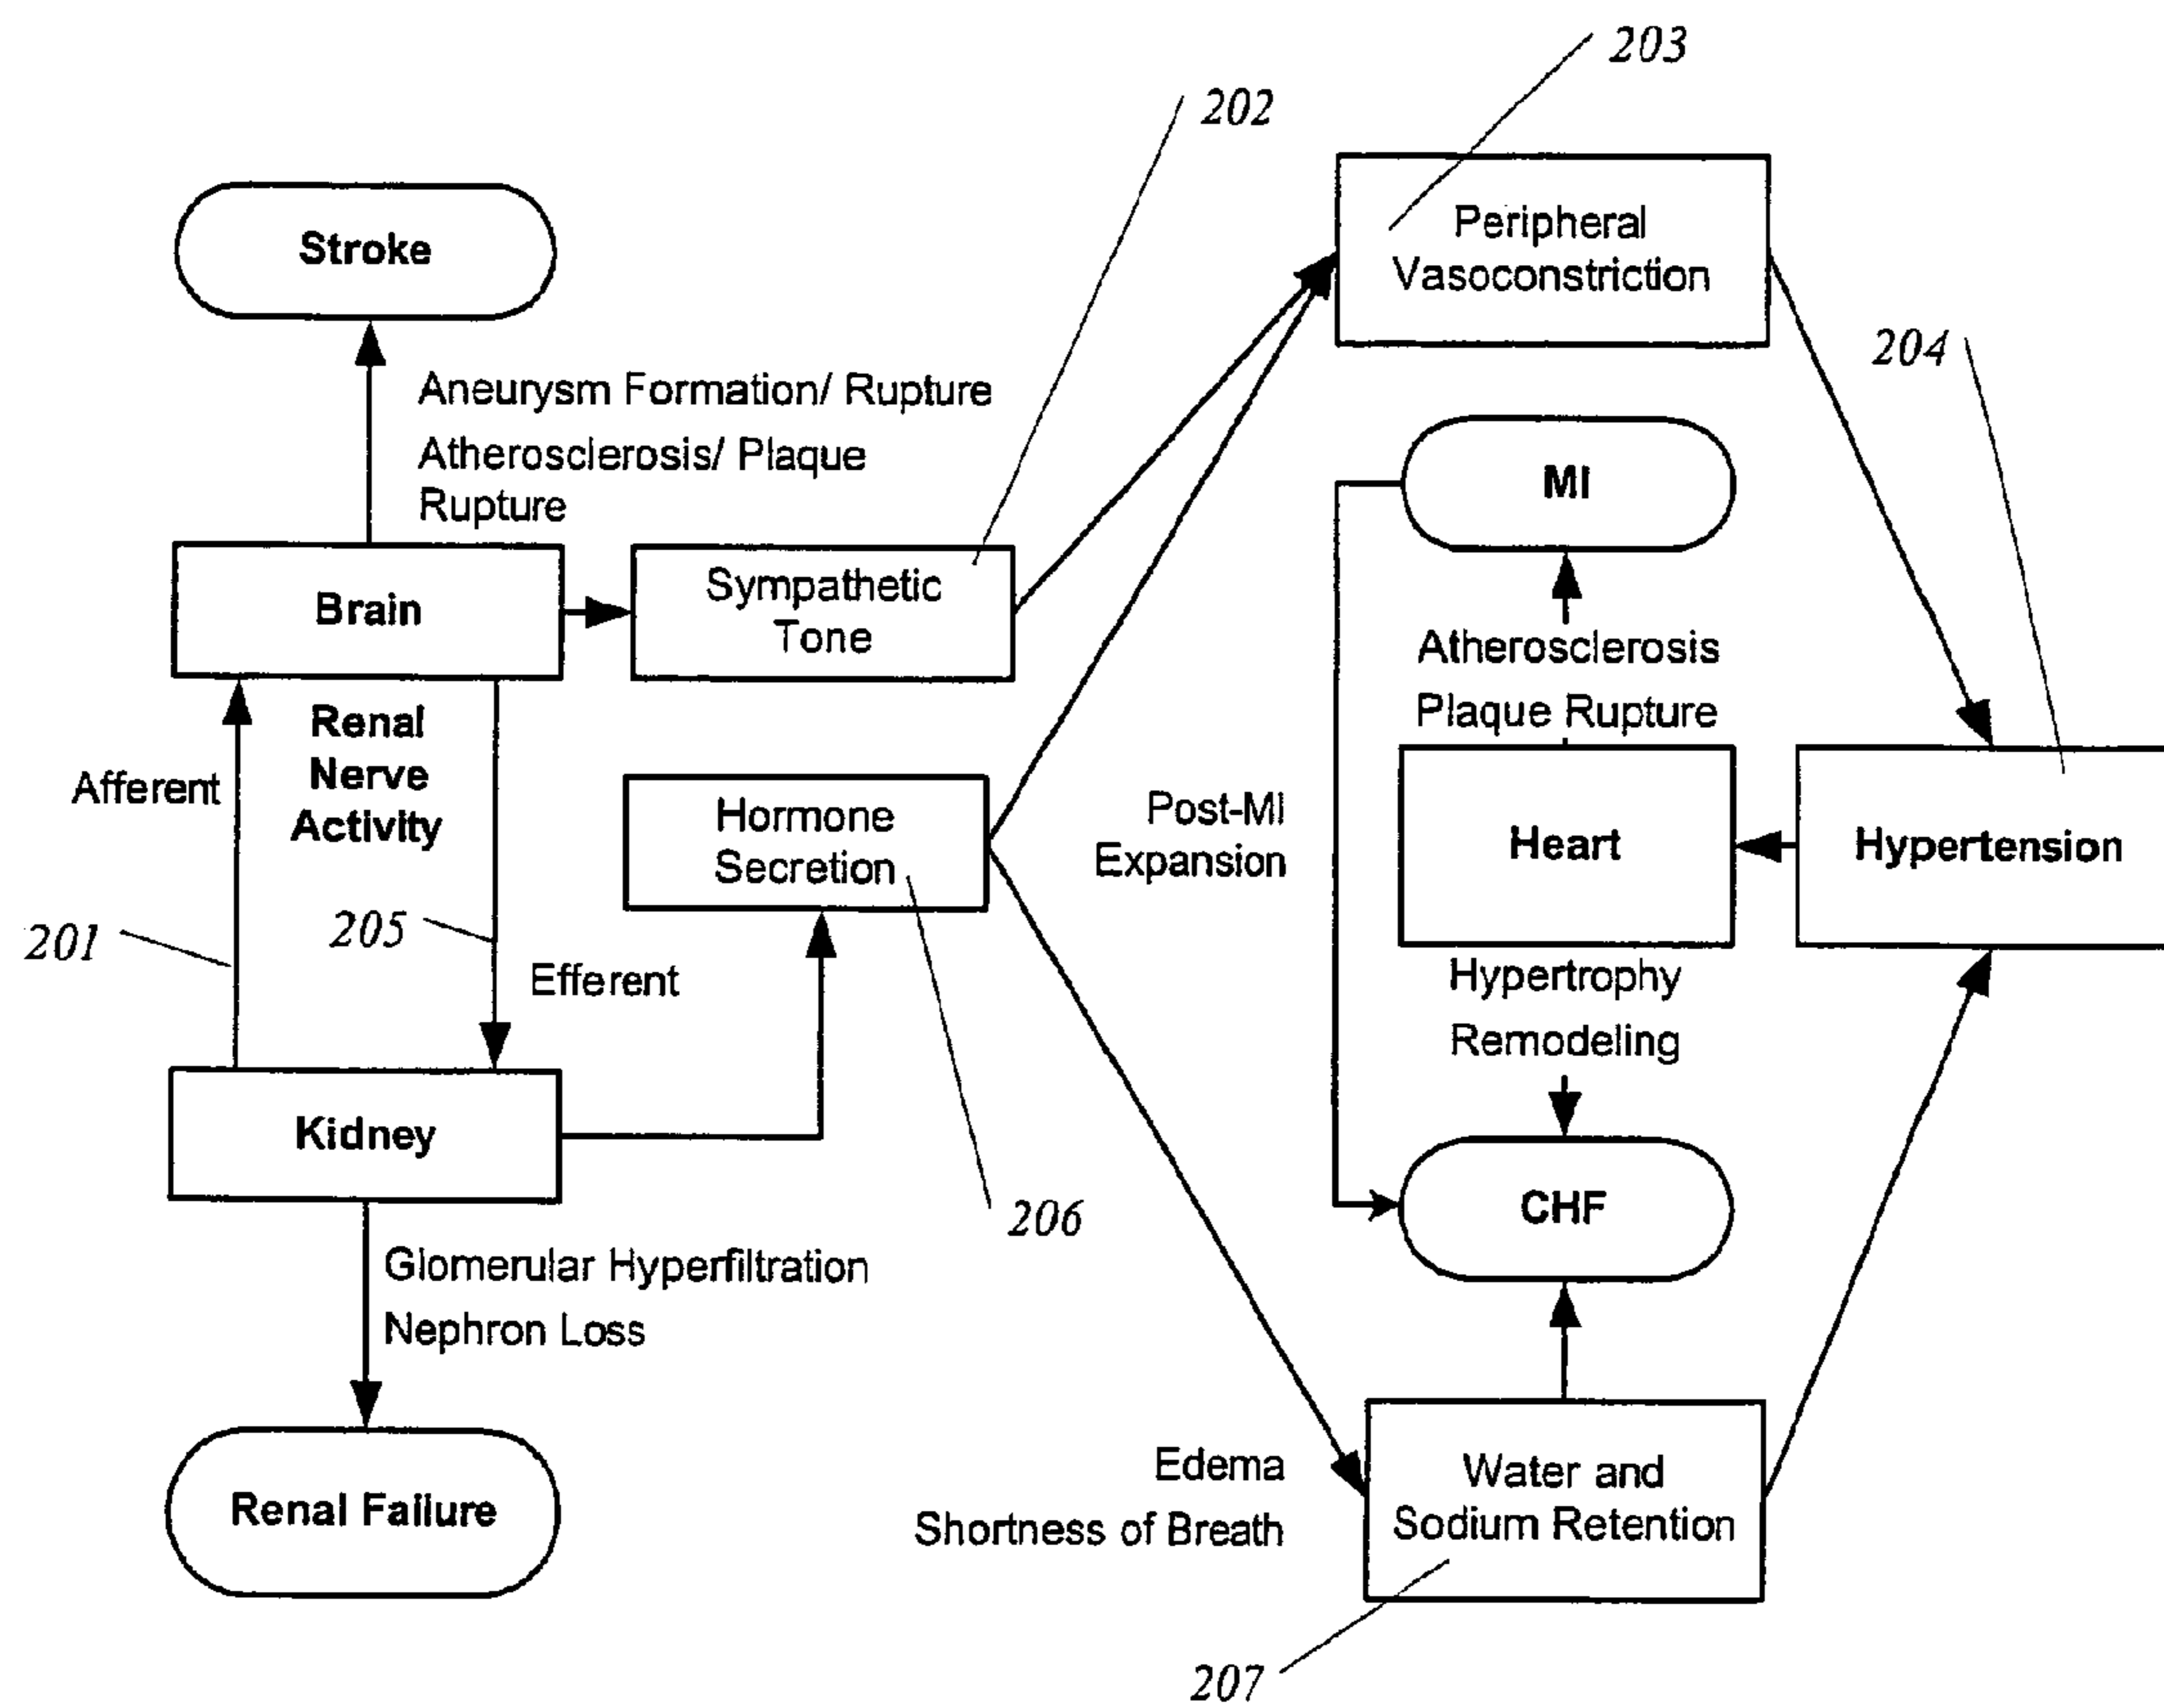 203
202
Stroke
Peripheral
Vasoconstriction
204
Aneurysm Formation/ Rupture
Atherosclerosis/ Plaque
Rupture
MI
Brain
Sympathetic
Tone
Atherosclerosis
Plaque Rupture
Renal
Nerve
Activity
Afferent
Hormone
Secretion
Post-MI
Expansion
Heart
Hypertension
201
205
Efferent
Hypertrophy
Remodeling
Kidney
206
CHF
Glomerular Hyperfiltration
Nephron Loss
Renal Failure
Edema
Shortness of Breath
Water and
Sodium Retention
207